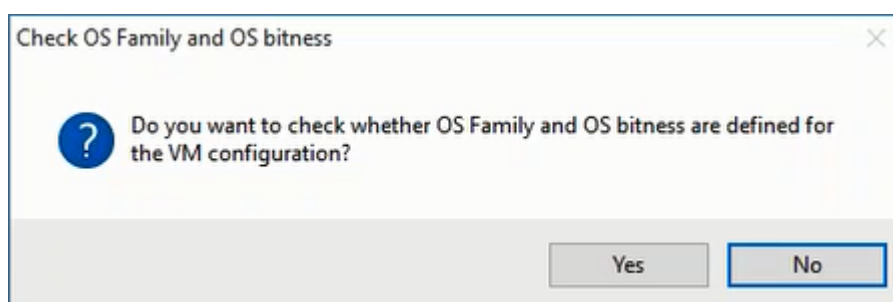 Check OS Family and OS bitness
?
Do you want to check whether OS Family and OS bitness are defined for
the VM configuration?
Yes
No